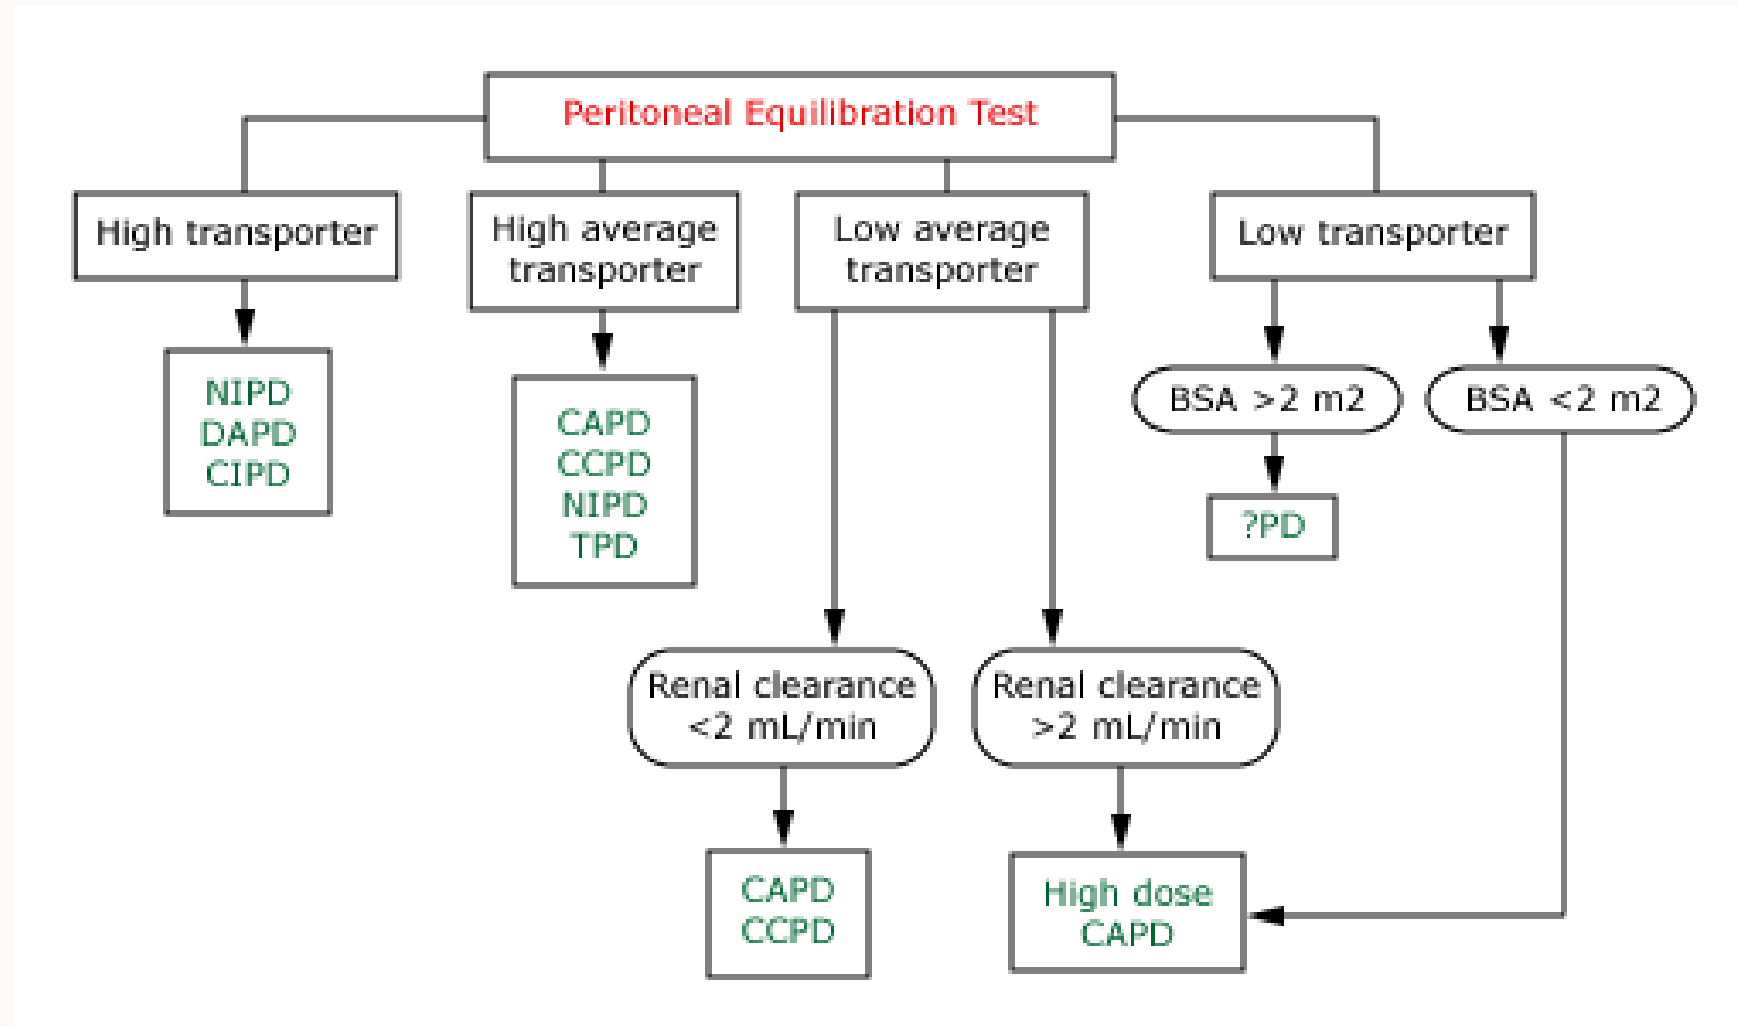 Peritoneal Equilibration Test
High transporter
High average
transporter
Low average
transporter
Low transporter
NIPD
DAPD
CIPD
CAPD
CCPD
NIPD
TPD
BSA >2 m2
BSA <2 m2
?PD
Renal clearance
<2 mL/min
Renal clearance
>2 mL/min
CAPD
CCPD
High dose
CAPD